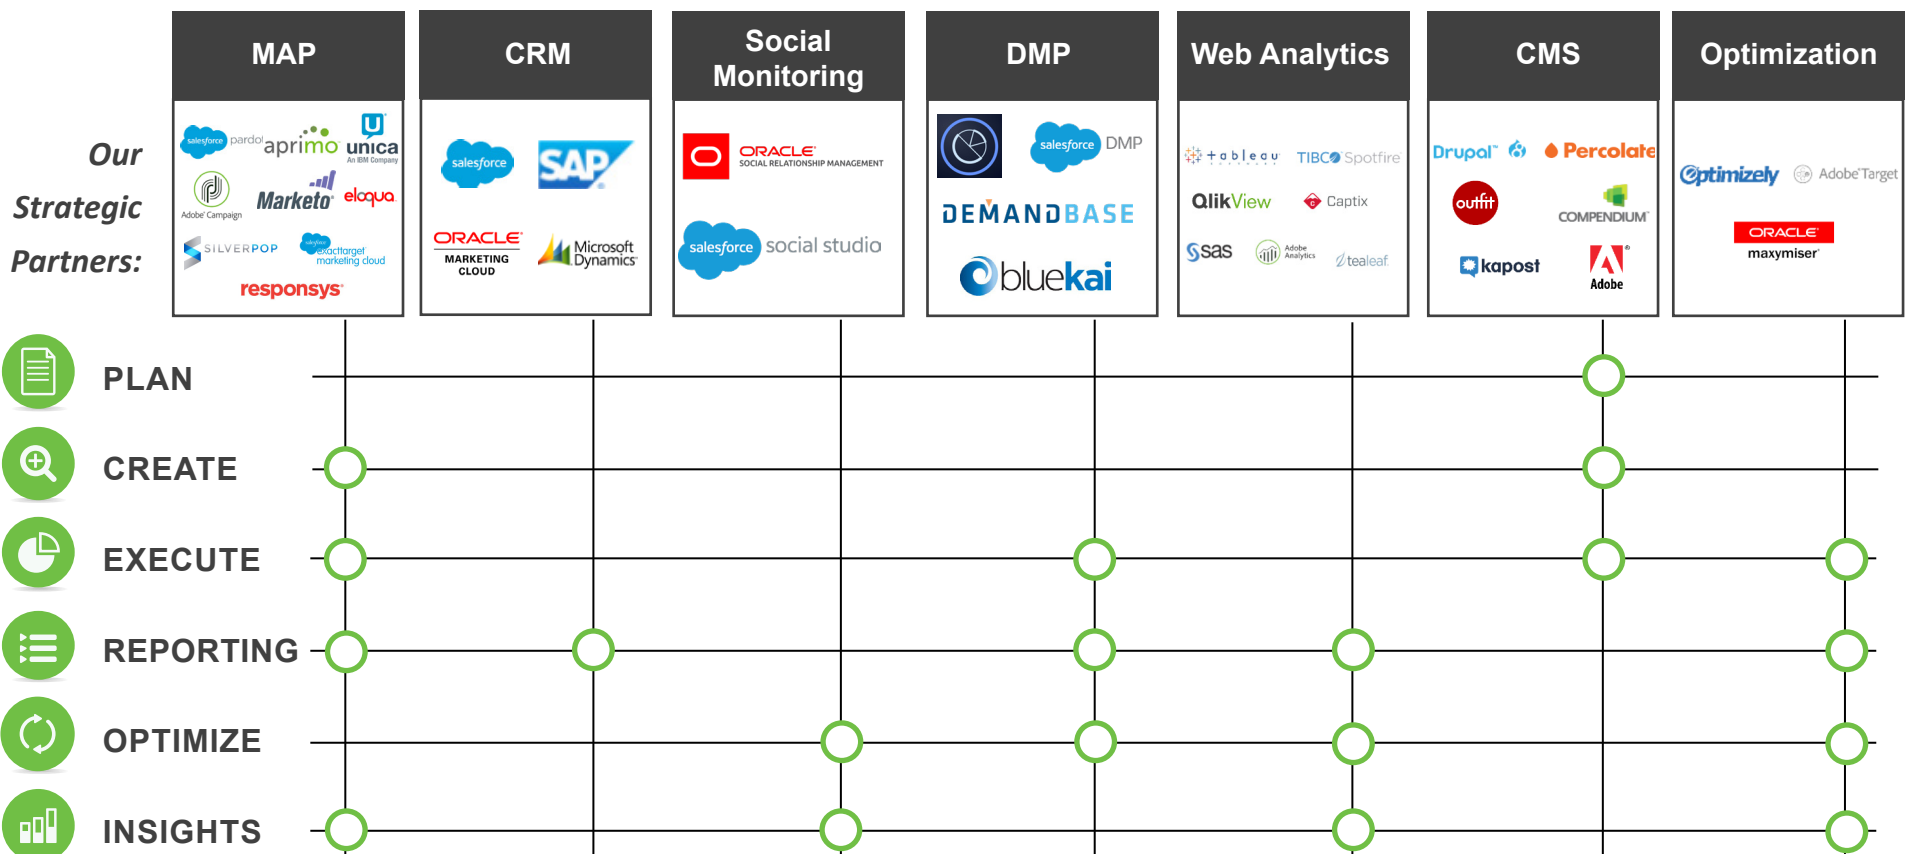 MAP
CRM
Social
Monitoring
DMP
Web Analytics
CMS
Optimization
Our
Strategic
Partners:
salesforce pardot
aprimo
unica
An IBM Company
Adobe Campaign
Marketo
eloqua
SILVERPOP
salesforce
exacttarget
marketing cloud
responsys
salesforce
SAP
ORACLE
MARKETING
CLOUD
Microsoft
Dynamics
ORACLE
SOCIAL RELATIONSHIP MANAGEMENT
salesforce social studio
salesforce DMP
DEMANDBASE
bluekai
+ableau
TIBCO Spotfire
QlikView
Captix
sas
Adobe
Analytics
tealeaf
Drupal
Percolate
outfit
COMPENDIUM
kapost
Adobe
Optimizely
Adobe Target
ORACLE
maxymiser
PLAN
CREATE
EXECUTE
REPORTING
OPTIMIZE
INSIGHTS